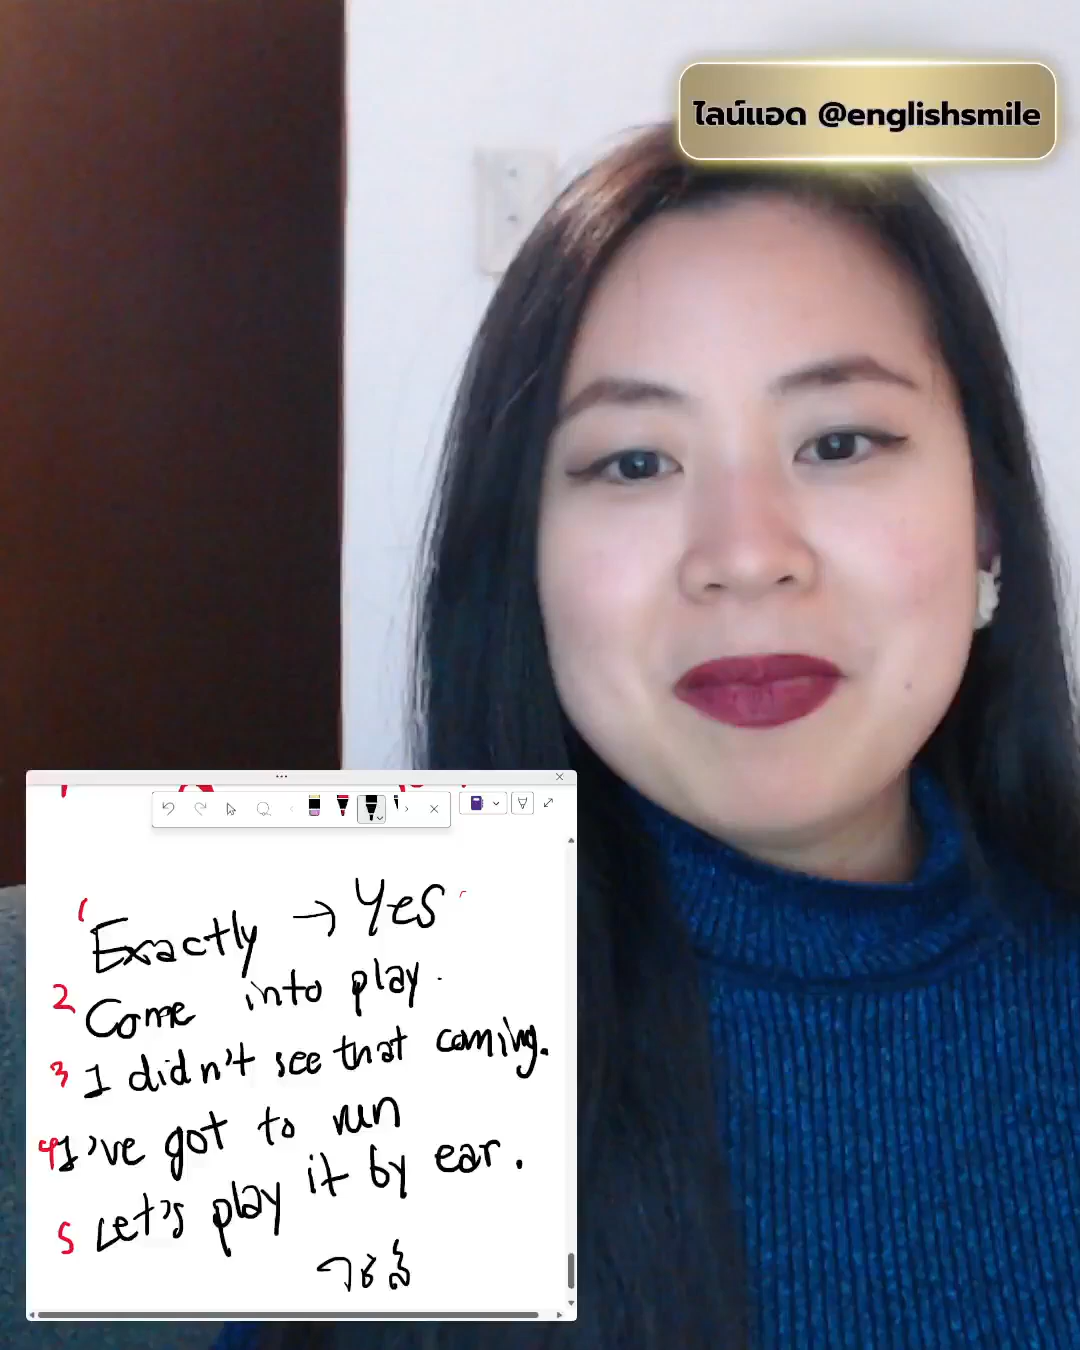 ไลน์แอด @englishsmile
1 Exactly → Yes
2 Come into play.
3 I didn't see that coming.
4 I've got to run
5 Let's play it by ear.